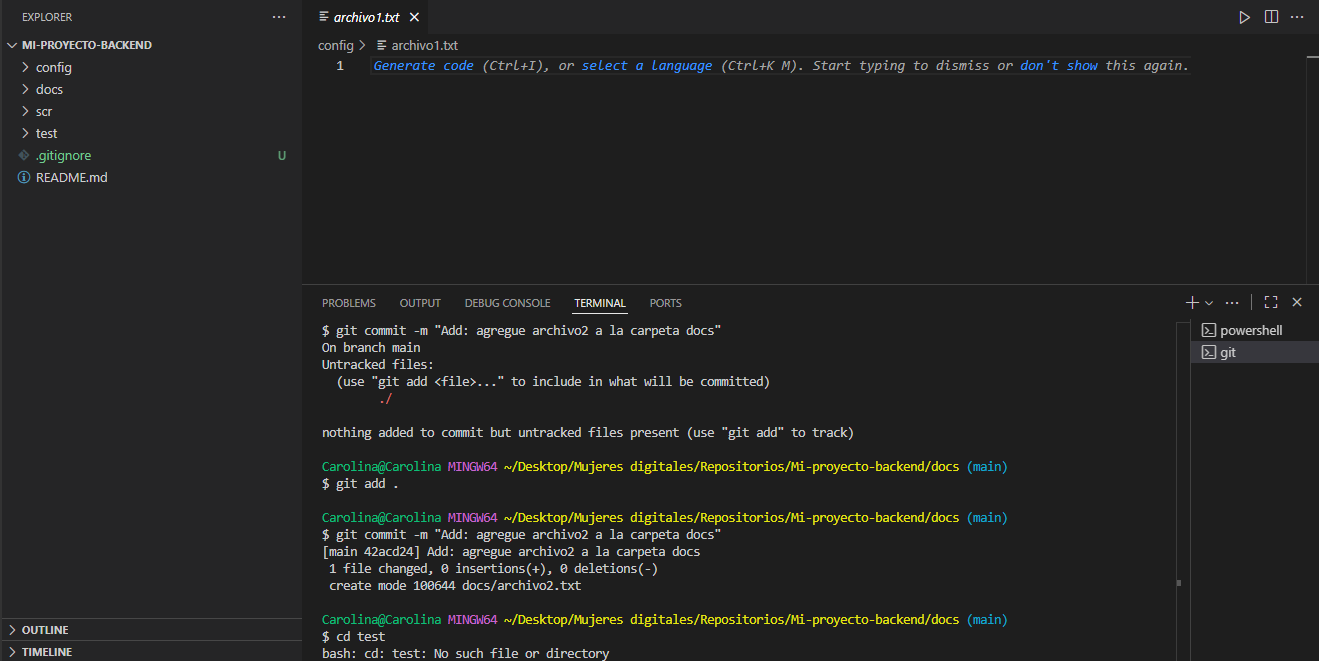 EXPLORER
MI-PROYECTO-BACKEND
config
docs
scr
test
.gitignore U
README.md
OUTLINE
TIMELINE
archivo1.txt
config > archivo1.txt
1 Generate code (Ctrl+I), or select a language (Ctrl+K M). Start typing to dismiss or don't show this again.
PROBLEMS OUTPUT DEBUG CONSOLE TERMINAL PORTS
$ git commit -m "Add: agregue archivo2 a la carpeta docs"
On branch main
Untracked files:
(use "git add <file>..." to include in what will be committed)
./
nothing added to commit but untracked files present (use "git add" to track)
Carolina@Carolina MINGW64 ~/Desktop/Mujeres digitales/Repositorios/Mi-proyecto-backend/docs (main)
$ git add .
Carolina@Carolina MINGW64 ~/Desktop/Mujeres digitales/Repositorios/Mi-proyecto-backend/docs (main)
$ git commit -m "Add: agregue archivo2 a la carpeta docs"
[main 42acd24] Add: agregue archivo2 a la carpeta docs
1 file changed, 0 insertions(+), 0 deletions(-)
create mode 100644 docs/archivo2.txt
Carolina@Carolina MINGW64 ~/Desktop/Mujeres digitales/Repositorios/Mi-proyecto-backend/docs (main)
$ cd test
bash: cd: test: No such file or directory
powershell
git